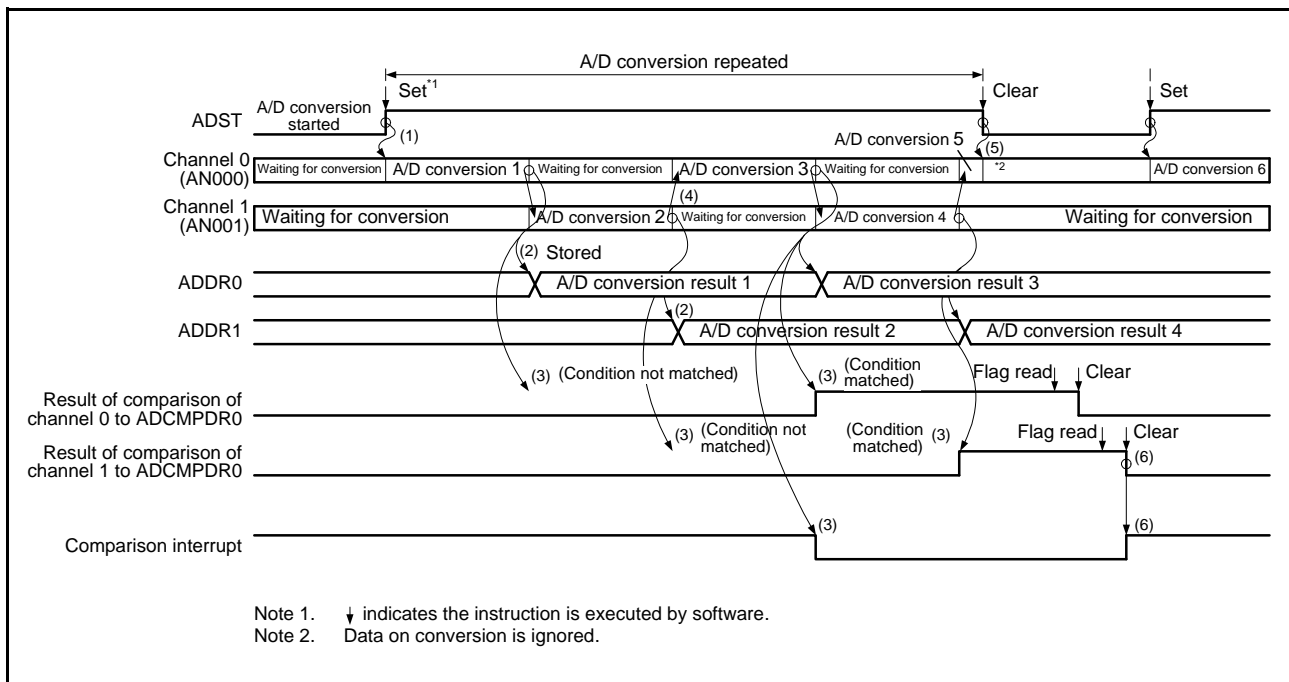 A/D conversion repeated
Set*1
Clear
Set
ADST
A/D conversion
started
(1)
A/D conversion 5
(5)
Channel 0
(AN000)
Waiting for conversion
A/D conversion 1
Waiting for conversion
A/D conversion 3
Waiting for conversion
*2
A/D conversion 6
(4)
Channel 1
(AN001)
Waiting for conversion
A/D conversion 2
Waiting for conversion
A/D conversion 4
Waiting for conversion
(2) Stored
ADDR0
A/D conversion result 1
A/D conversion result 3
(2)
ADDR1
A/D conversion result 2
A/D conversion result 4
(3) (Condition not matched)
(3) (Condition
matched)
Flag read
Clear
Result of comparison of
channel 0 to ADCMPDR0
(3) (Condition not
matched)
(Condition
matched) (3)
Flag read
Clear
Result of comparison of
channel 1 to ADCMPDR0
(6)
(3)
(6)
Comparison interrupt
Note 1. ↓ indicates the instruction is executed by software.
Note 2. Data on conversion is ignored.